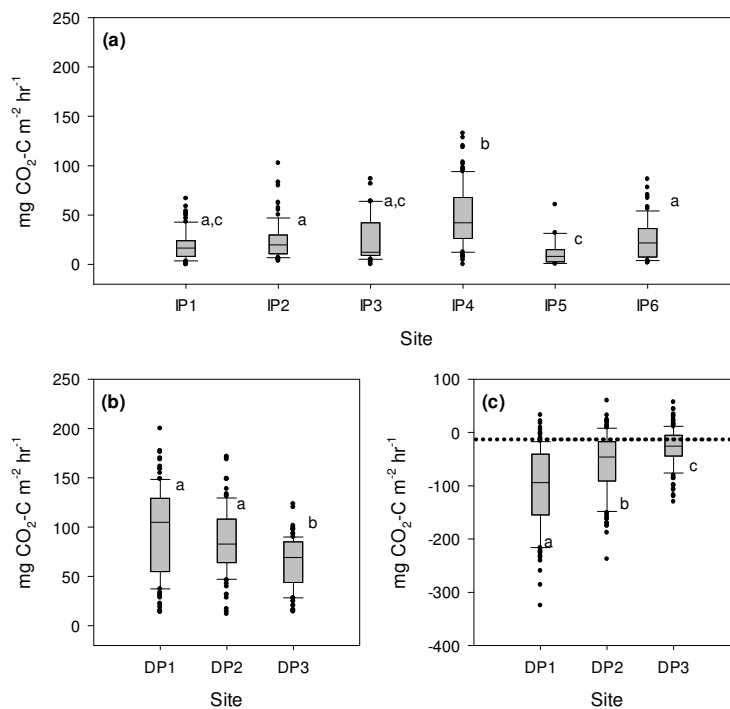 (a)
250
200
150
100
50
0
mg CO₂-C m⁻² hr⁻¹
a,c
a
a,c
b
c
a
IP1 IP2 IP3 IP4 IP5 IP6
Site
(b)
250
200
150
100
50
0
mg CO₂-C m⁻² hr⁻¹
a
a
b
DP1 DP2 DP3
Site
(c)
100
0
-100
-200
-300
-400
mg CO₂-C m⁻² hr⁻¹
a
b
c
DP1 DP2 DP3
Site